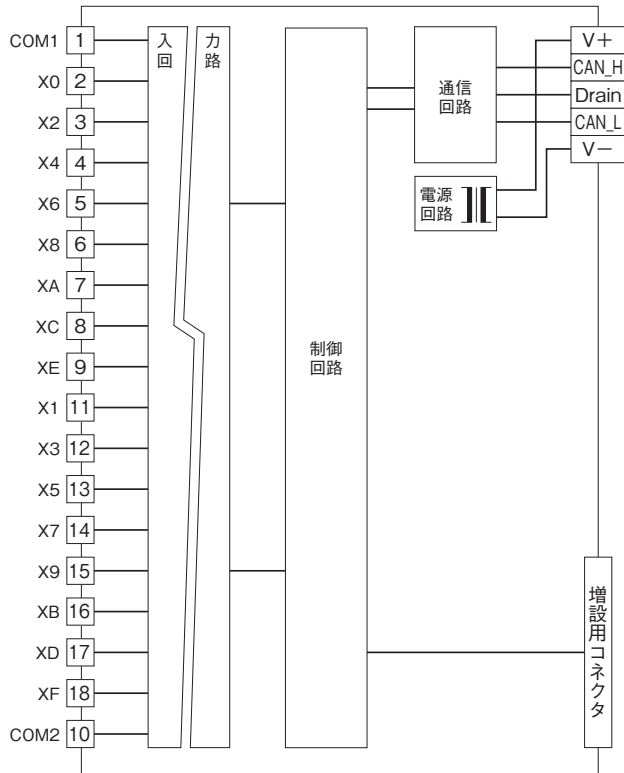 COM1 1
X0 2
X2 3
X4 4
X6 5
X8 6
XA 7
XC 8
XE 9
X1 11
X3 12
X5 13
X7 14
X9 15
XB 16
XD 17
XF 18
COM2 10
入力
回路
制御
回路
通信
回路
電源
回路
V+
CAN_H
Drain
CAN_L
V−
増設用コネクタ